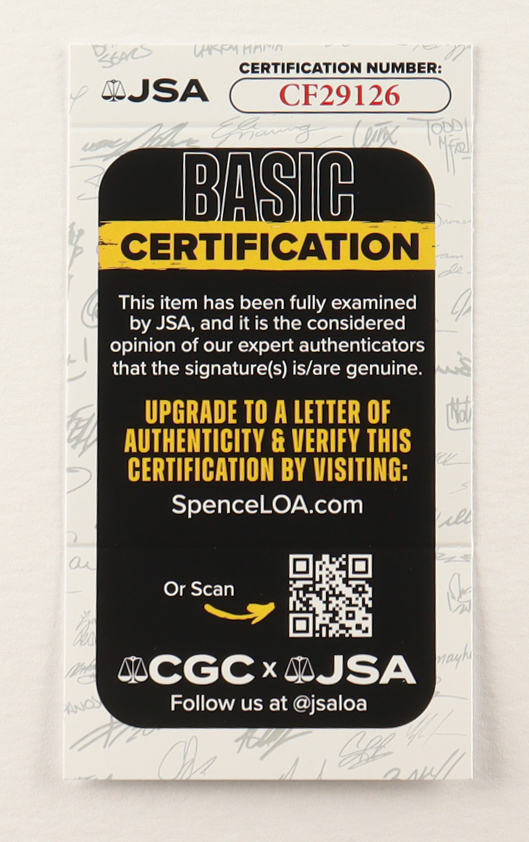 JSA
CERTIFICATION NUMBER:
CF29126
BASIC
CERTIFICATION
This item has been fully examined
by JSA, and it is the considered
opinion of our expert authenticators
that the signature(s) is/are genuine.
UPGRADE TO A LETTER OF
AUTHENTICITY & VERIFY THIS
CERTIFICATION BY VISITING:
SpenceLOA.com
Or Scan
CGC x JSA
Follow us at @jsaloa